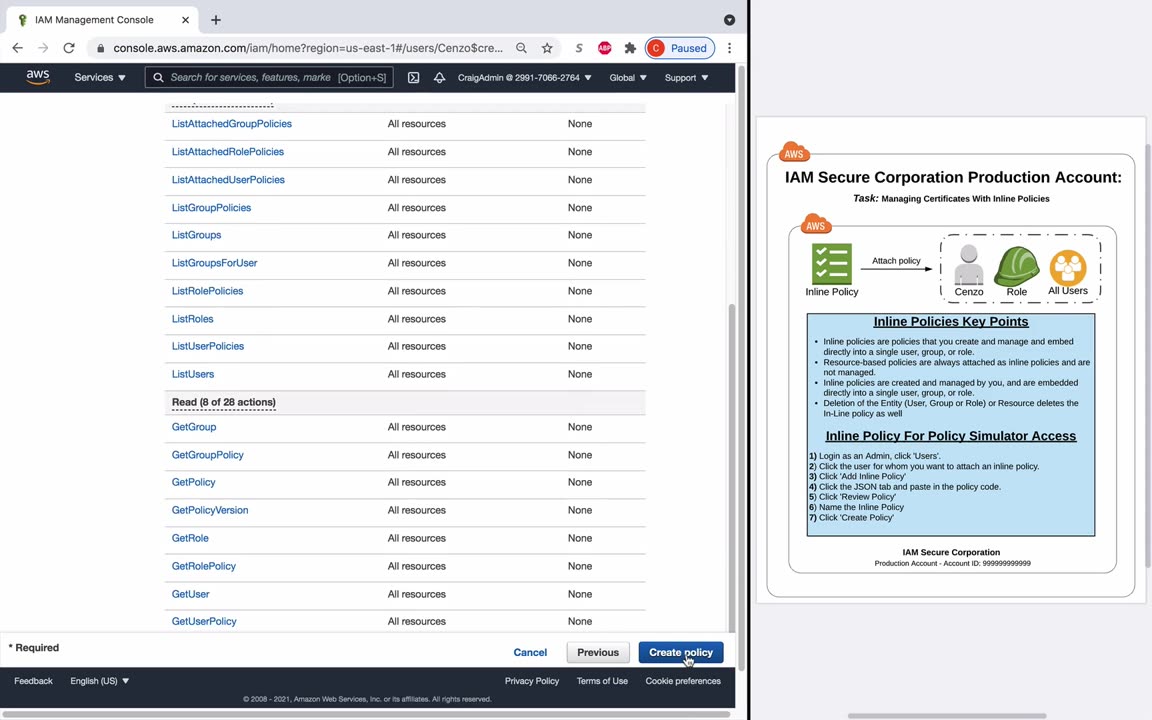 IAM Management Console
console.aws.amazon.com/iam/home?region=us-east-1#/users/Cenzo$cre...
S
ABP
C Paused
aws
Services
Search for services, features, marke [Option+S]
CraigAdmin @ 2991-7066-2764
Global
Support
ListAttachedGroupPolicies All resources None
ListAttachedRolePolicies All resources None
ListAttachedUserPolicies All resources None
ListGroupPolicies All resources None
ListGroups All resources None
ListGroupsForUser All resources None
ListRolePolicies All resources None
ListRoles All resources None
ListUserPolicies All resources None
ListUsers All resources None
Read (8 of 28 actions)
GetGroup All resources None
GetGroupPolicy All resources None
GetPolicy All resources None
GetPolicyVersion All resources None
GetRole All resources None
GetRolePolicy All resources None
GetUser All resources None
GetUserPolicy All resources None
* Required
Cancel
Previous
Create policy
Feedback
English (US)
Privacy Policy
Terms of Use
Cookie preferences
© 2008 - 2021, Amazon Web Services, Inc. or its affiliates. All rights reserved.
AWS
IAM Secure Corporation Production Account:
Task: Managing Certificates With Inline Policies
AWS
Attach policy
Inline Policy
Cenzo
Role
All Users
Inline Policies Key Points
• Inline policies are policies that you create and manage and embed
directly into a single user, group, or role.
• Resource-based policies are always attached as inline policies and are
not managed.
• Inline policies are created and managed by you, and are embedded
directly into a single user, group, or role.
• Deletion of the Entity (User, Group or Role) or Resource deletes the
In-Line policy as well
Inline Policy For Policy Simulator Access
1) Login as an Admin, click 'Users'.
2) Click the user for whom you want to attach an inline policy.
3) Click 'Add Inline Policy'
4) Click the JSON tab and paste in the policy code.
5) Click 'Review Policy'
6) Name the Inline Policy
7) Click 'Create Policy'
IAM Secure Corporation
Production Account - Account ID: 999999999999